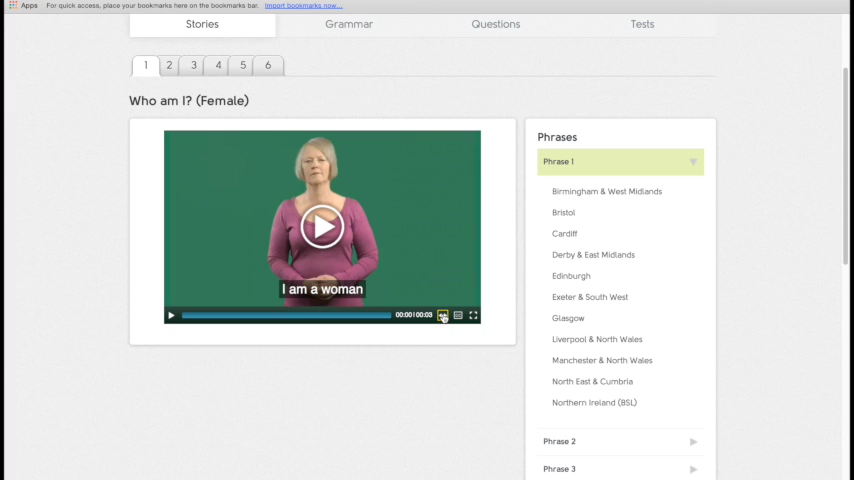 Apps For quick access, place your bookmarks here on the bookmarks bar. Import bookmarks now...
Stories Grammar Questions Tests
1 2 3 4 5 6
Who am I? (Female)
I am a woman
00:00|00:03
Phrases
Phrase 1
Birmingham & West Midlands
Bristol
Cardiff
Derby & East Midlands
Edinburgh
Exeter & South West
Glasgow
Liverpool & North Wales
Manchester & North Wales
North East & Cumbria
Northern Ireland (BSL)
Phrase 2
Phrase 3